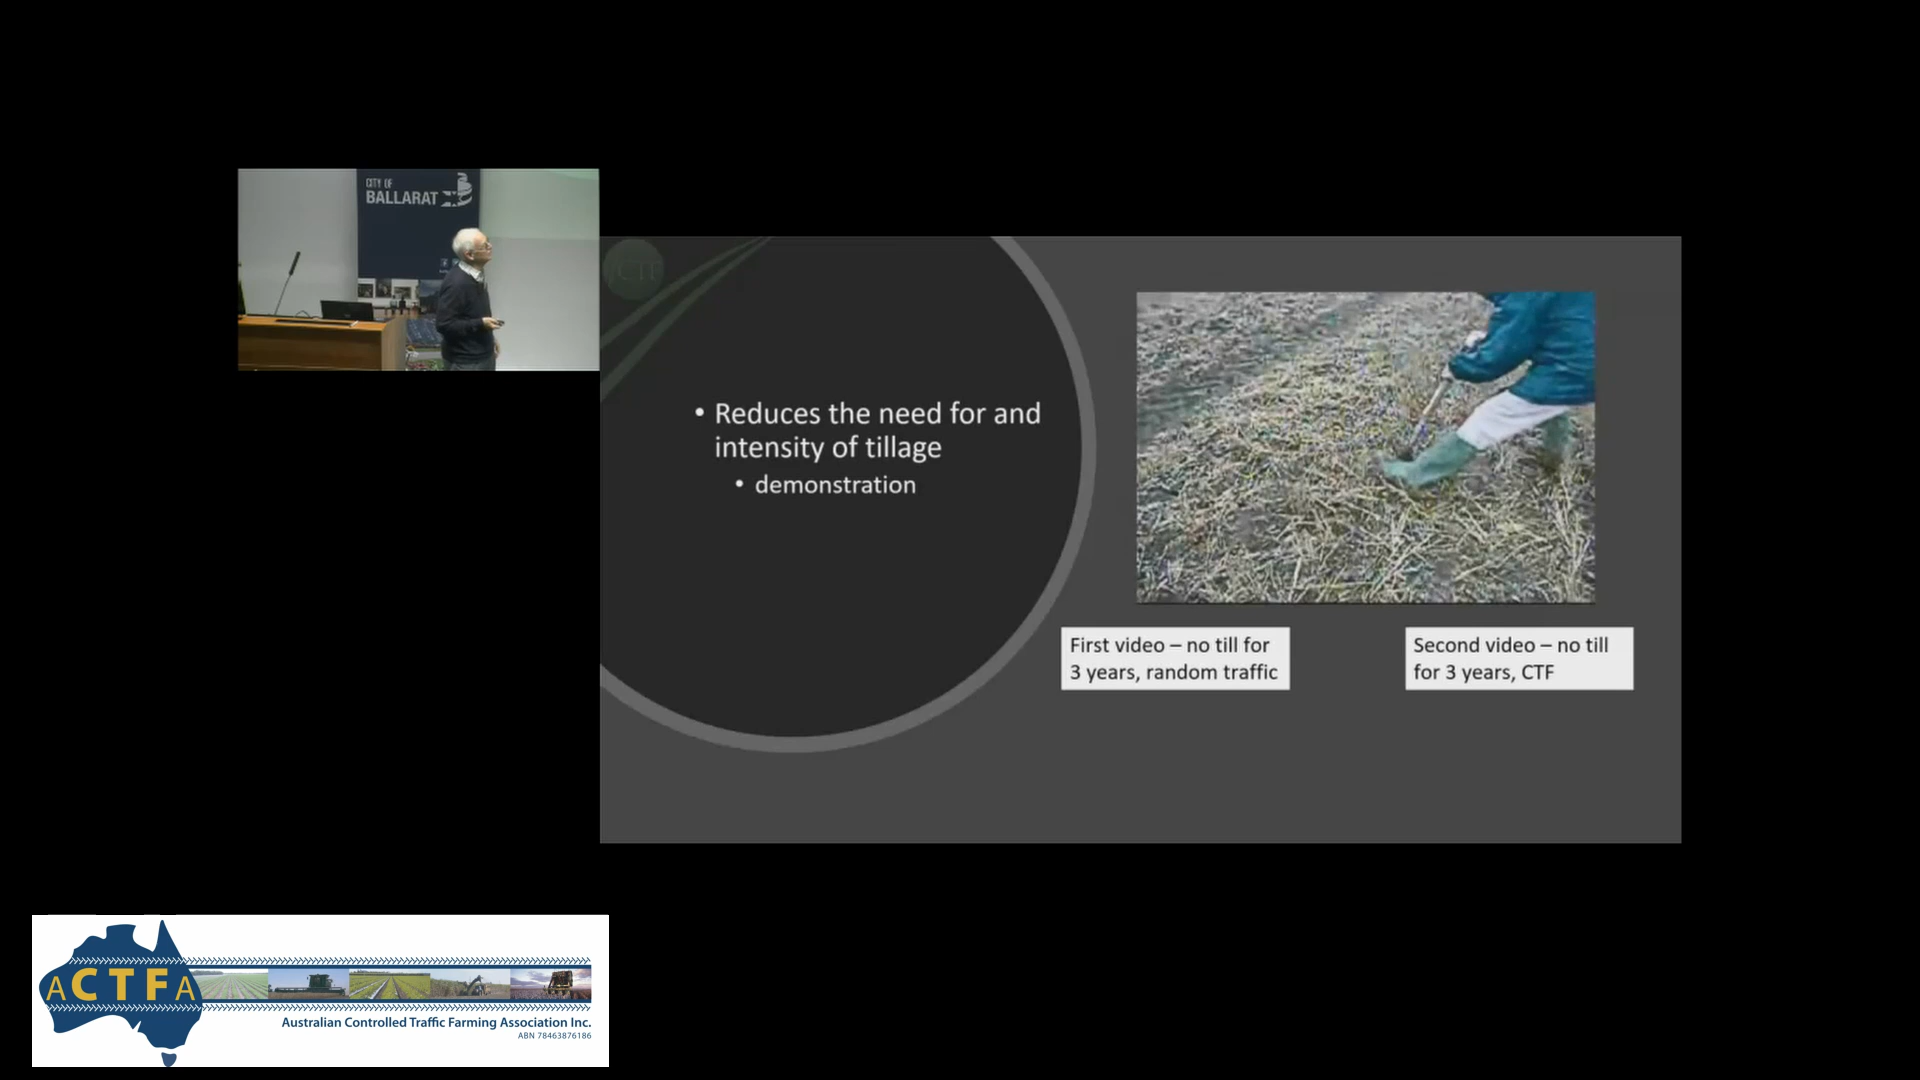 CITY OF
BALLARAT
CTF
• Reduces the need for and
intensity of tillage
• demonstration
First video – no till for
3 years, random traffic
Second video – no till
for 3 years, CTF
ACTFA
Australian Controlled Traffic Farming Association Inc.
ABN 78463876186